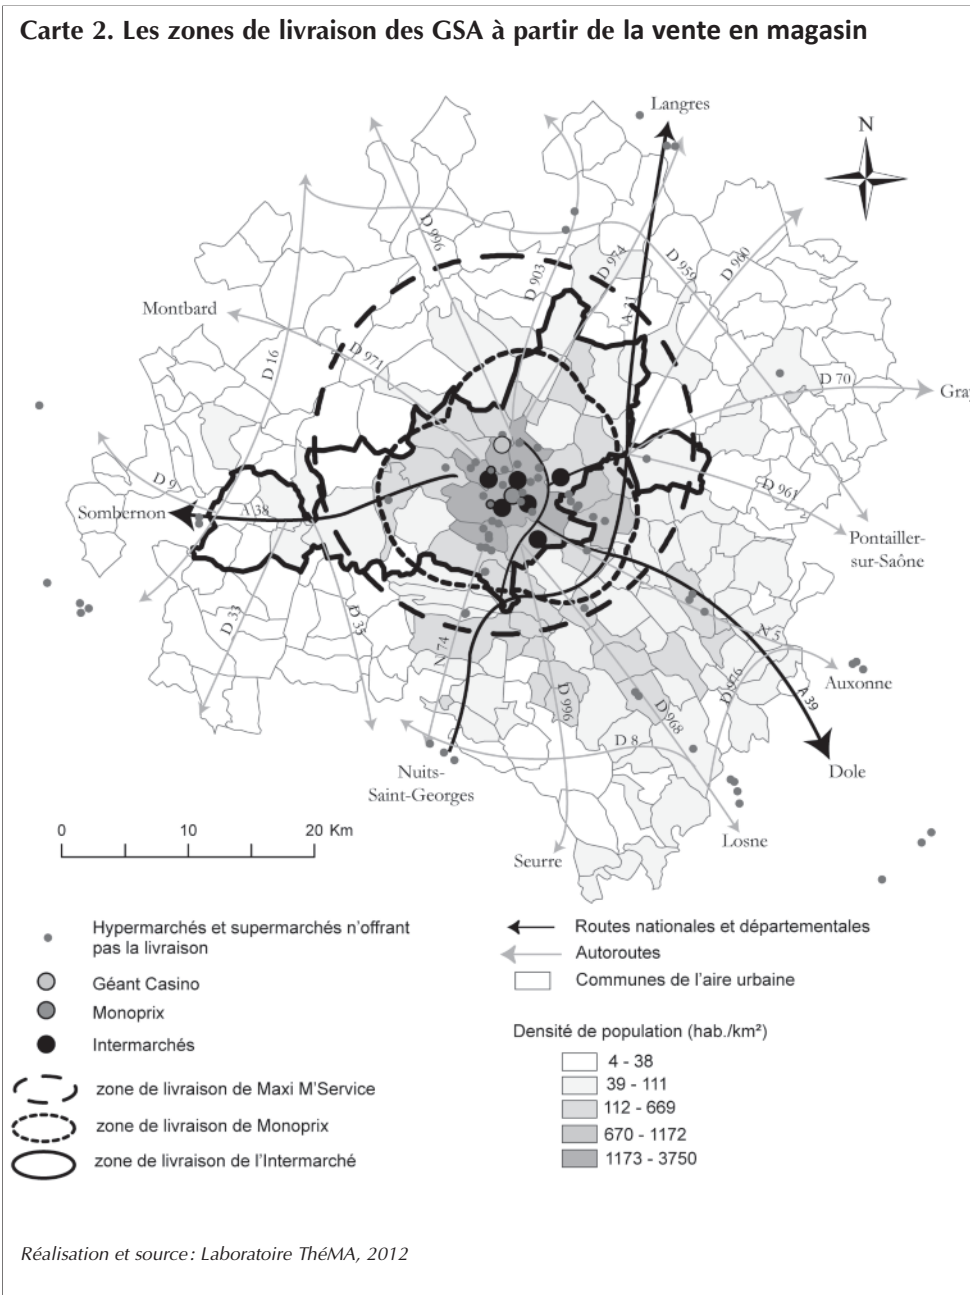 Carte 2. Les zones de livraison des GSA à partir de la vente en magasin
Langres
N
D 996
D 903
D 974
D 959
D 960
A 31
Montbard
D 16
D 971
D 70
D 9
Sombernon
A 38
D 961
Pontailler-
sur-Saône
D 33
D 35
N 74
N 5
Auxonne
D 976
A 39
D 996
D 968
D 8
Dole
Nuits-
Saint-Georges
Losne
Seurre
0 10 20 Km
Hypermarchés et supermarchés n'offrant
pas la livraison
Géant Casino
Monoprix
Intermarchés
zone de livraison de Maxi M'Service
zone de livraison de Monoprix
zone de livraison de l'Intermarché
Routes nationales et départementales
Autoroutes
Communes de l'aire urbaine
Densité de population (hab./km²)
4 - 38
39 - 111
112 - 669
670 - 1172
1173 - 3750
Réalisation et source : Laboratoire ThéMA, 2012